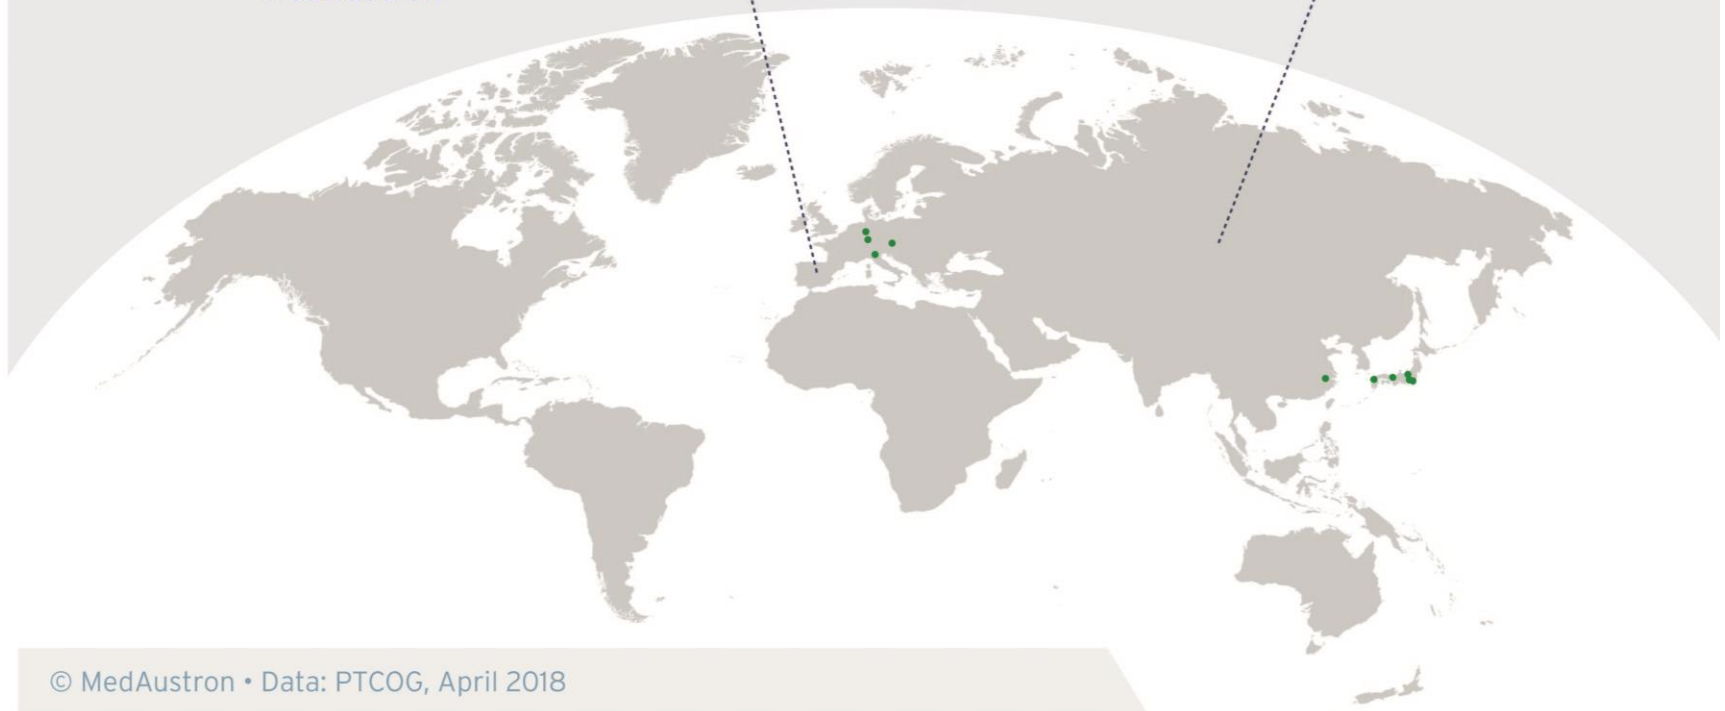 © MedAustron • Data: PTCOG, April 2018